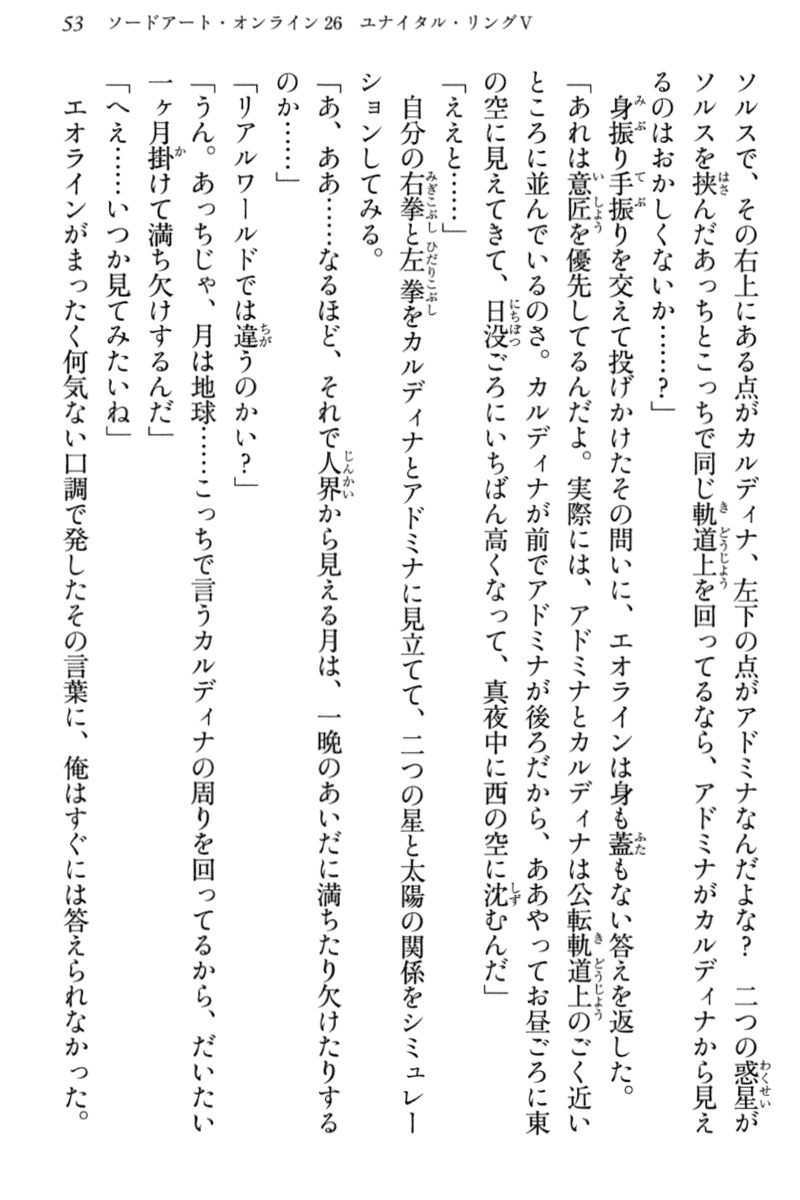 53　ソードアート・オンライン26　ユナイタル・リングⅤ
ソルスで、その右上にある点がカルディナ、左下の点がアドミナなんだよな？　二つの惑星が
ソルスを挟んだあっちとこっちで同じ軌道上を回ってるなら、アドミナがカルディナから見え
るのはおかしくないか……？」
　身振り手振りを交えて投げかけたその問いに、エオラインは身も蓋もない答えを返した。
「あれは意匠を優先してるんだよ。実際には、アドミナとカルディナは公転軌道上のごく近い
ところに並んでいるのさ。カルディナが前でアドミナが後ろだから、ああやってお昼ごろに東
の空に見えてきて、日没ごろにいちばん高くなって、真夜中に西の空に沈むんだ」
「ええと……」
　自分の右拳と左拳をカルディナとアドミナに見立てて、二つの星と太陽の関係をシミュレー
ションしてみる。
「あ、ああ……なるほど、それで人界から見える月は、一晩のあいだに満ちたり欠けたりする
のか……」
「リアルワールドでは違うのかい？」
「うん。あっちじゃ、月は地球……こっちで言うカルディナの周りを回ってるから、だいたい
一ヶ月掛けて満ち欠けするんだ」
「へえ……いつか見てみたいね」
　エオラインがまったく何気ない口調で発したその言葉に、俺はすぐには答えられなかった。